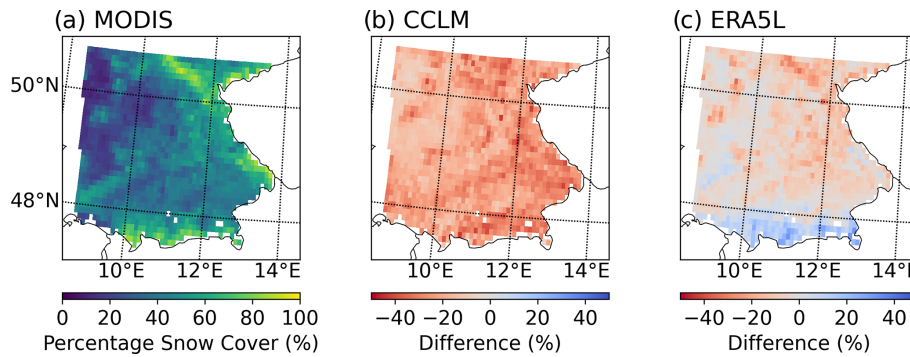 (a) MODIS
(b) CCLM
(c) ERA5L
50°N
48°N
10°E 12°E 14°E
10°E 12°E 14°E
10°E 12°E 14°
0 20 40 60 80 100
−40 −20 0 20 40
−40 −20 0 20 40
Percentage Snow Cover (%)
Difference (%)
Difference (%)